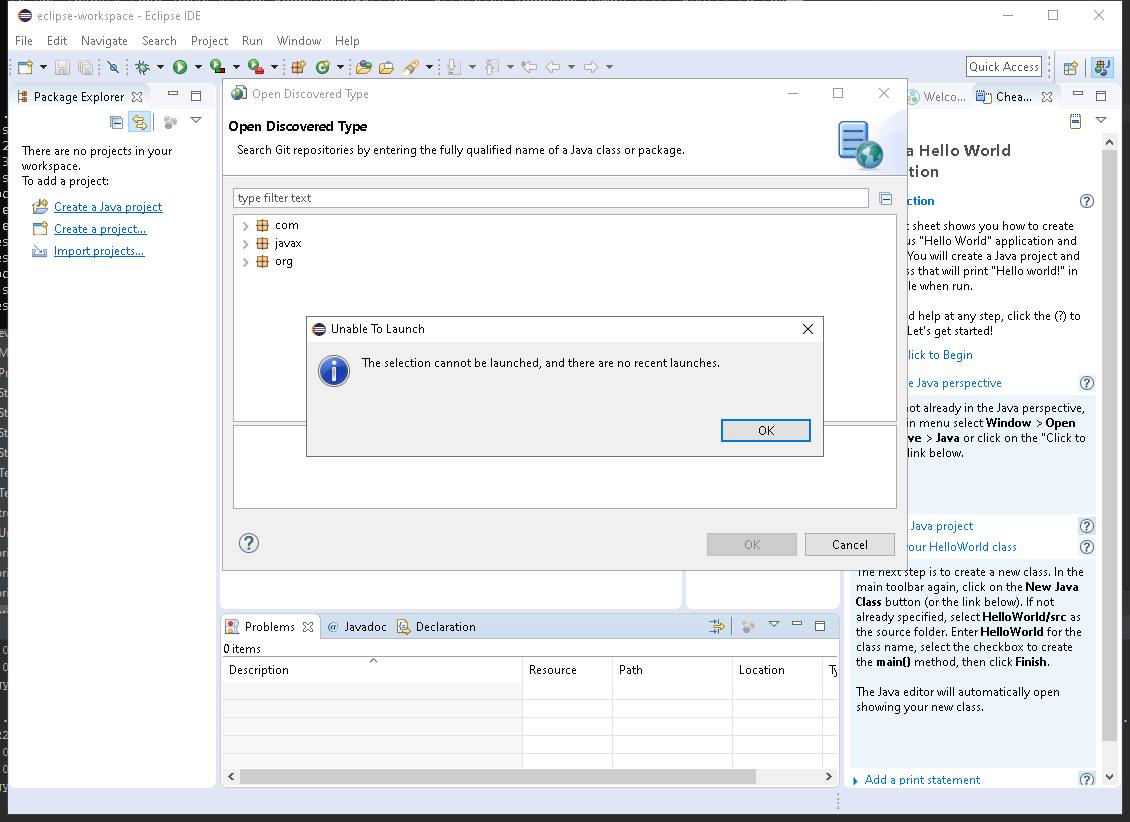 eclipse-workspace - Eclipse IDE
File Edit Navigate Search Project Run Window Help
Quick Access
Package Explorer
There are no projects in your
workspace.
To add a project:
Create a Java project
Create a project...
Import projects...
Open Discovered Type
Open Discovered Type
Search Git repositories by entering the fully qualified name of a Java class or package.
type filter text
com
javax
org
Unable To Launch
The selection cannot be launched, and there are no recent launches.
OK
OK
Cancel
Welco...
Chea...
a Hello World
tion
ction
t sheet shows you how to create
us "Hello World" application and
You will create a Java project and
ss that will print "Hello world!" in
le when run.
d help at any step, click the (?) to
Let's get started!
lick to Begin
e Java perspective
ot already in the Java perspective,
in menu select Window > Open
ve > Java or click on the "Click to
link below.
Java project
our HelloWorld class
The next step is to create a new class. In the
main toolbar again, click on the New Java
Class button (or the link below). If not
already specified, select HelloWorld/src as
the source folder. Enter HelloWorld for the
class name, select the checkbox to create
the main() method, then click Finish.
The Java editor will automatically open
showing your new class.
Add a print statement
Problems
@ Javadoc
Declaration
0 items
Description
Resource
Path
Location
Ty